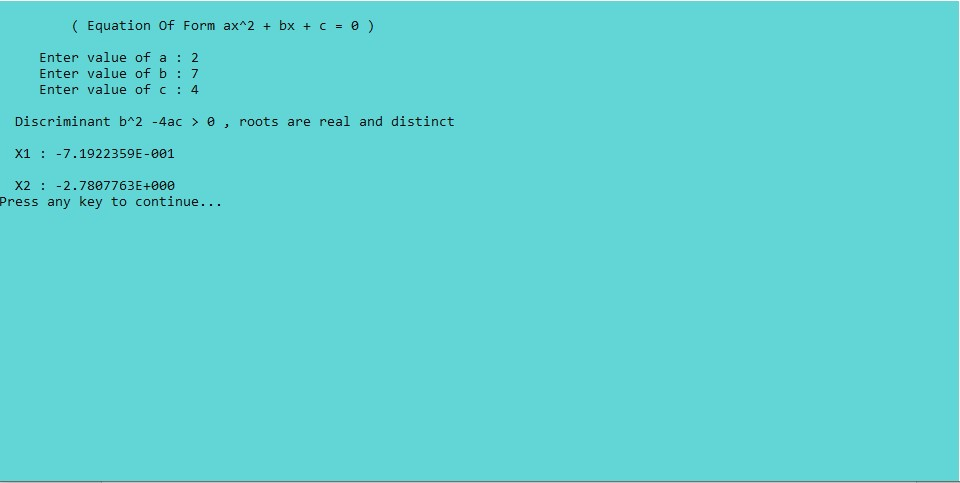 ( Equation Of Form ax^2 + bx + c = 0 )
Enter value of a : 2
Enter value of b : 7
Enter value of c : 4
Discriminant b^2 -4ac > 0 , roots are real and distinct
X1 : -7.1922359E-001
X2 : -2.7807763E+000
Press any key to continue...